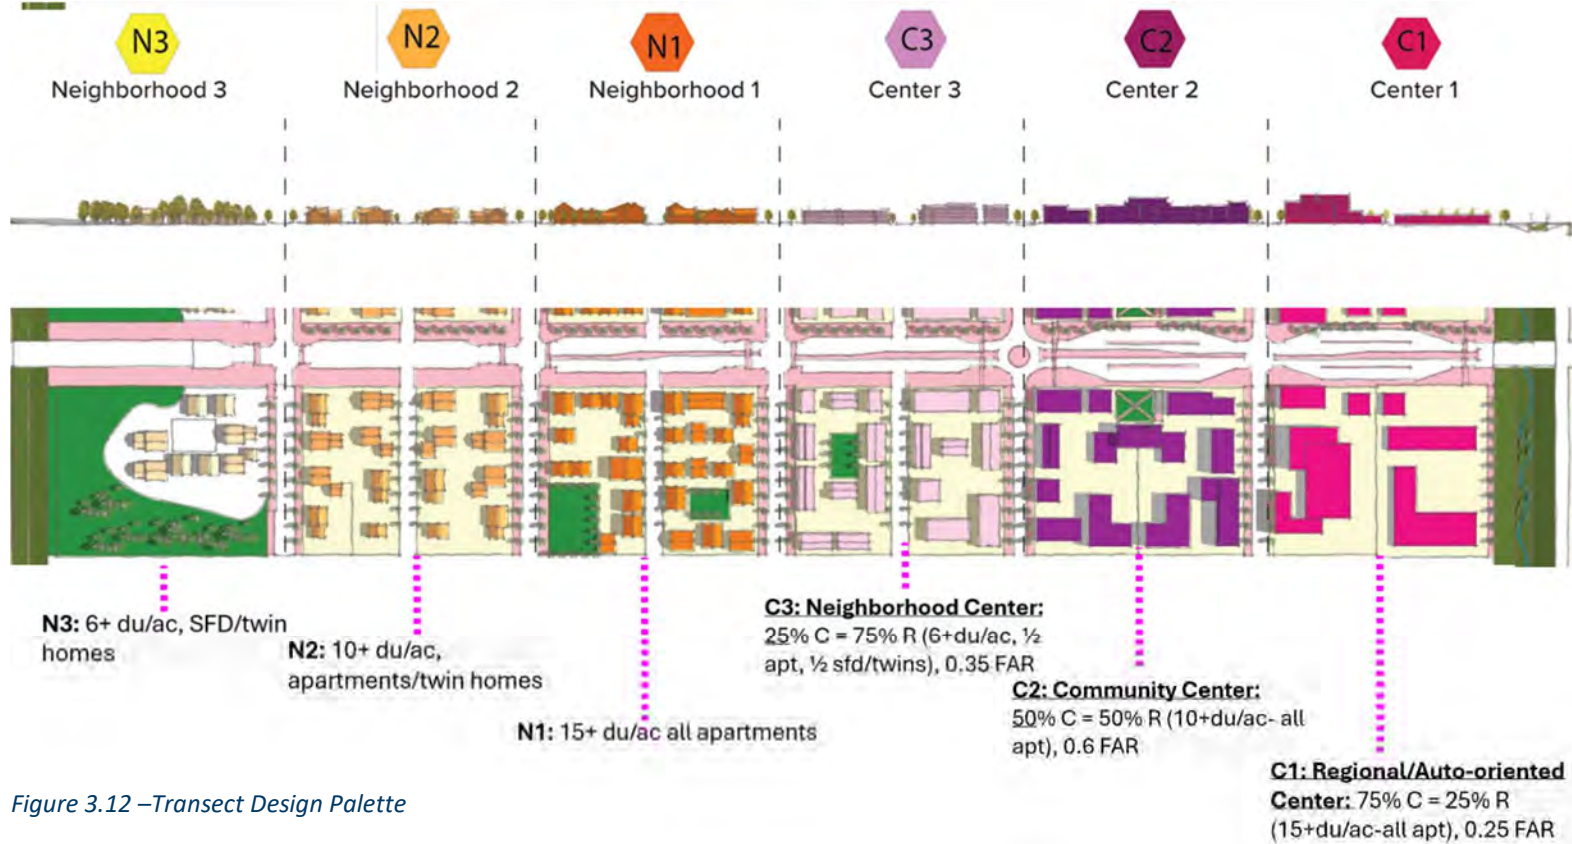 N3
N2
N1
C3
C2
C1
Neighborhood 3
Neighborhood 2
Neighborhood 1
Center 3
Center 2
Center 1
N3: 6+ du/ac, SFD/twin
homes
N2: 10+ du/ac,
apartments/twin homes
N1: 15+ du/ac all apartments
C3: Neighborhood Center:
25% C = 75% R (6+du/ac, ½
apt, ½ sfd/twins), 0.35 FAR
C2: Community Center:
50% C = 50% R (10+du/ac- all
apt), 0.6 FAR
C1: Regional/Auto-oriented
Center: 75% C = 25% R
(15+du/ac-all apt), 0.25 FAR
Figure 3.12 –Transect Design Palette